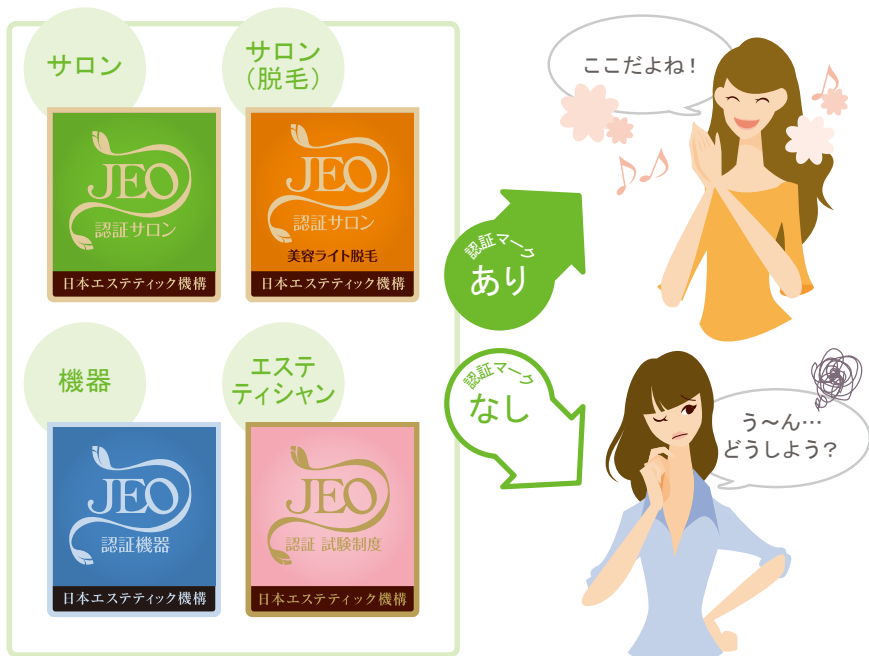 サロン
JEO
認証サロン
日本エステティック機構
サロン
(脱毛)
JEO
認証サロン
美容ライト脱毛
日本エステティック機構
機器
JEO
認証機器
日本エステティック機構
エステ
ティシャン
JEO
認証 試験制度
日本エステティック機構
認証マーク
あり
ここだよね!
認証マーク
なし
う〜ん…
どうしよう?